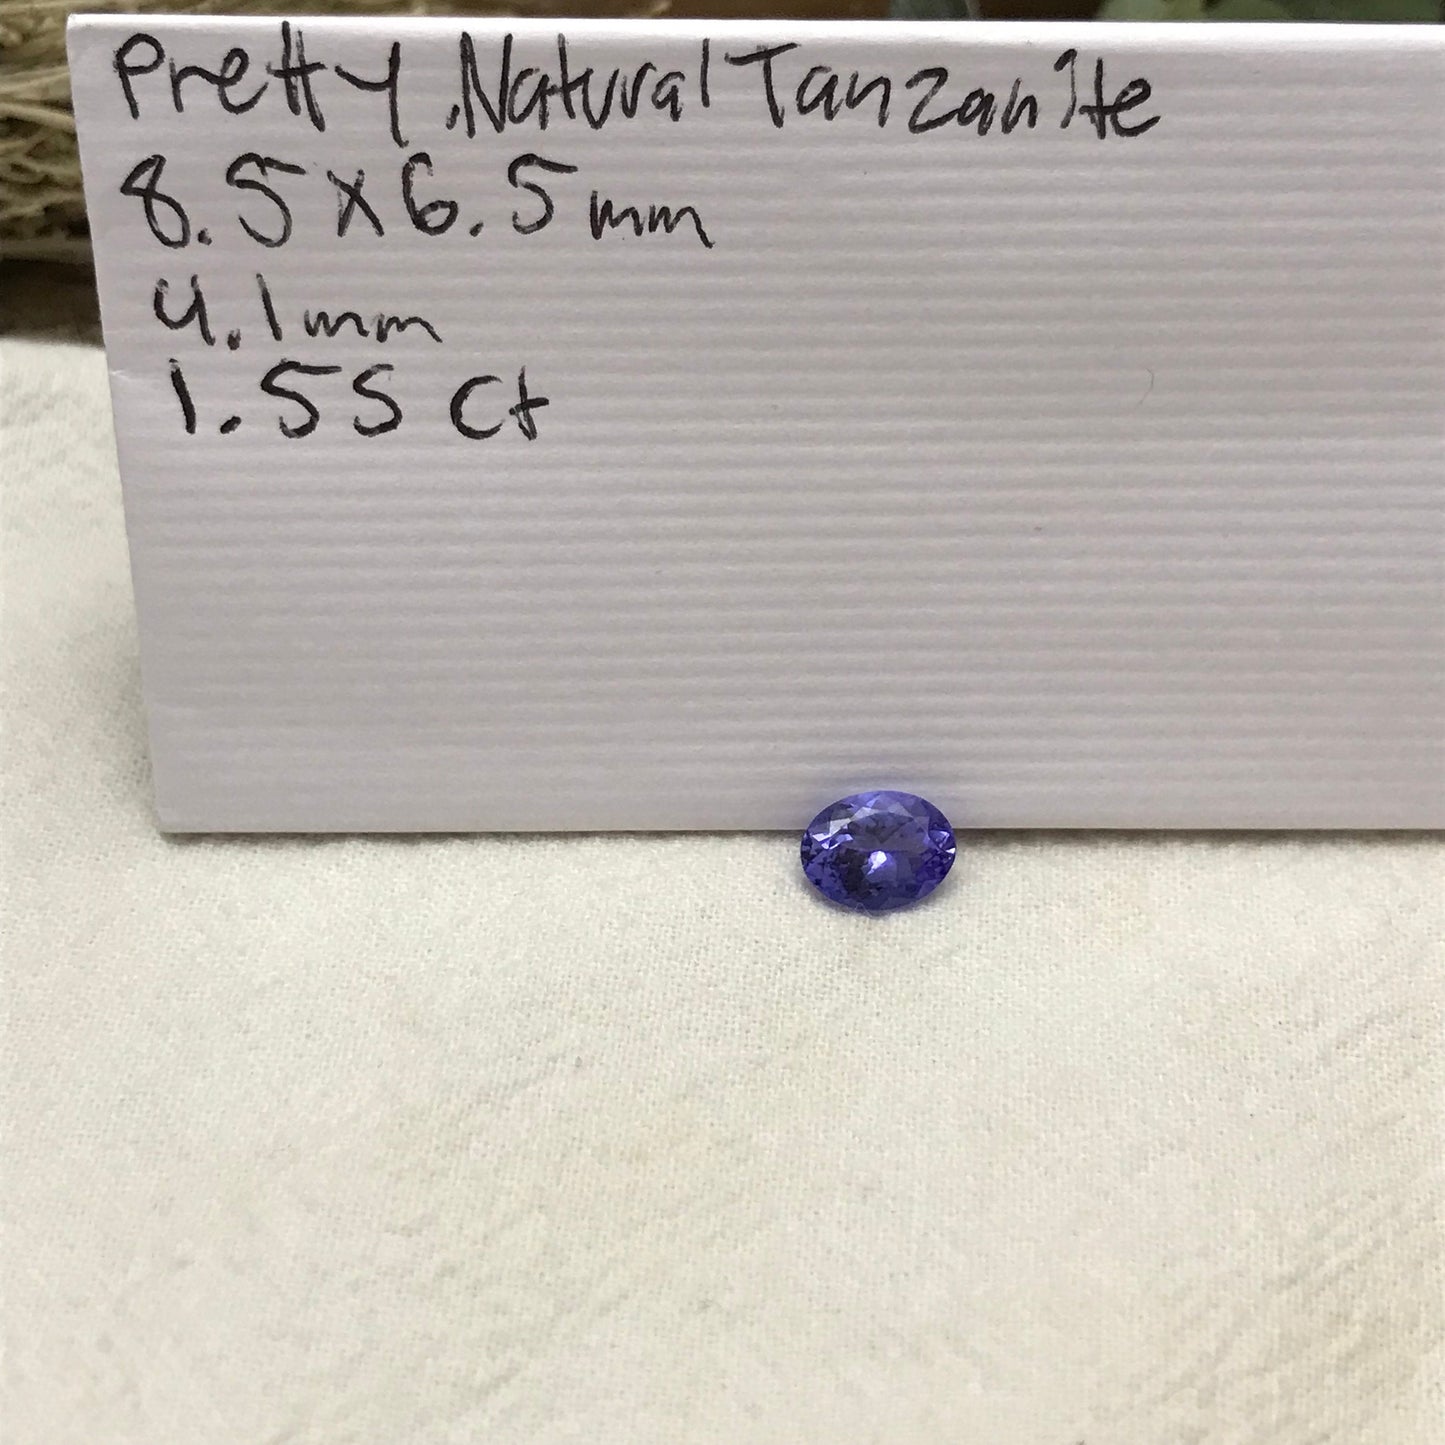 Pretty Natural Tanzanite
8.5x6.5mm
4.1mm
1.55 ct